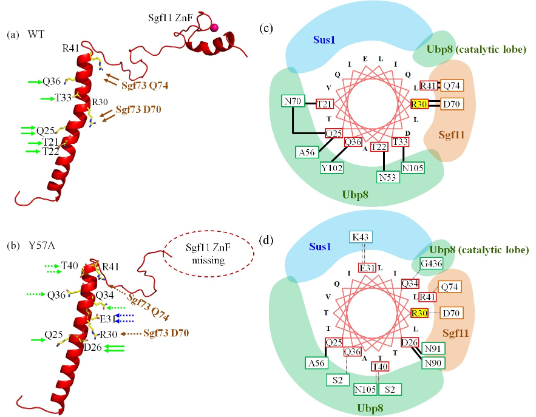 (a) WT
Sgf11 ZnF
R41
Q36
Sgf73 Q74
T33
R30
Sgf73 D70
Q25
T21
T22
(b) Y57A
Sgf11 ZnF
missing
T40
R41
Q36
Q34
Sgf73 Q74
E31
R30
Sgf73 D70
Q25
D26
(c)
Sus1
Ubp8 (catalytic lobe)
I E L I
Q Q
V L
R41 Q74
N70 T21
R30 D70
T L
Q25 D
Q36 T33
A T22
A56
Y102
N53
N105
Sgf11
Ubp8
(d)
Sus1
K43
Ubp8 (catalytic lobe)
G436
E31 L
I Q34
Q74
V R41
L R30 D70
T L
Sgf11
Q25 D26
Q36 I
T40
N91
A56 N90
S2 N105 S2
Ubp8